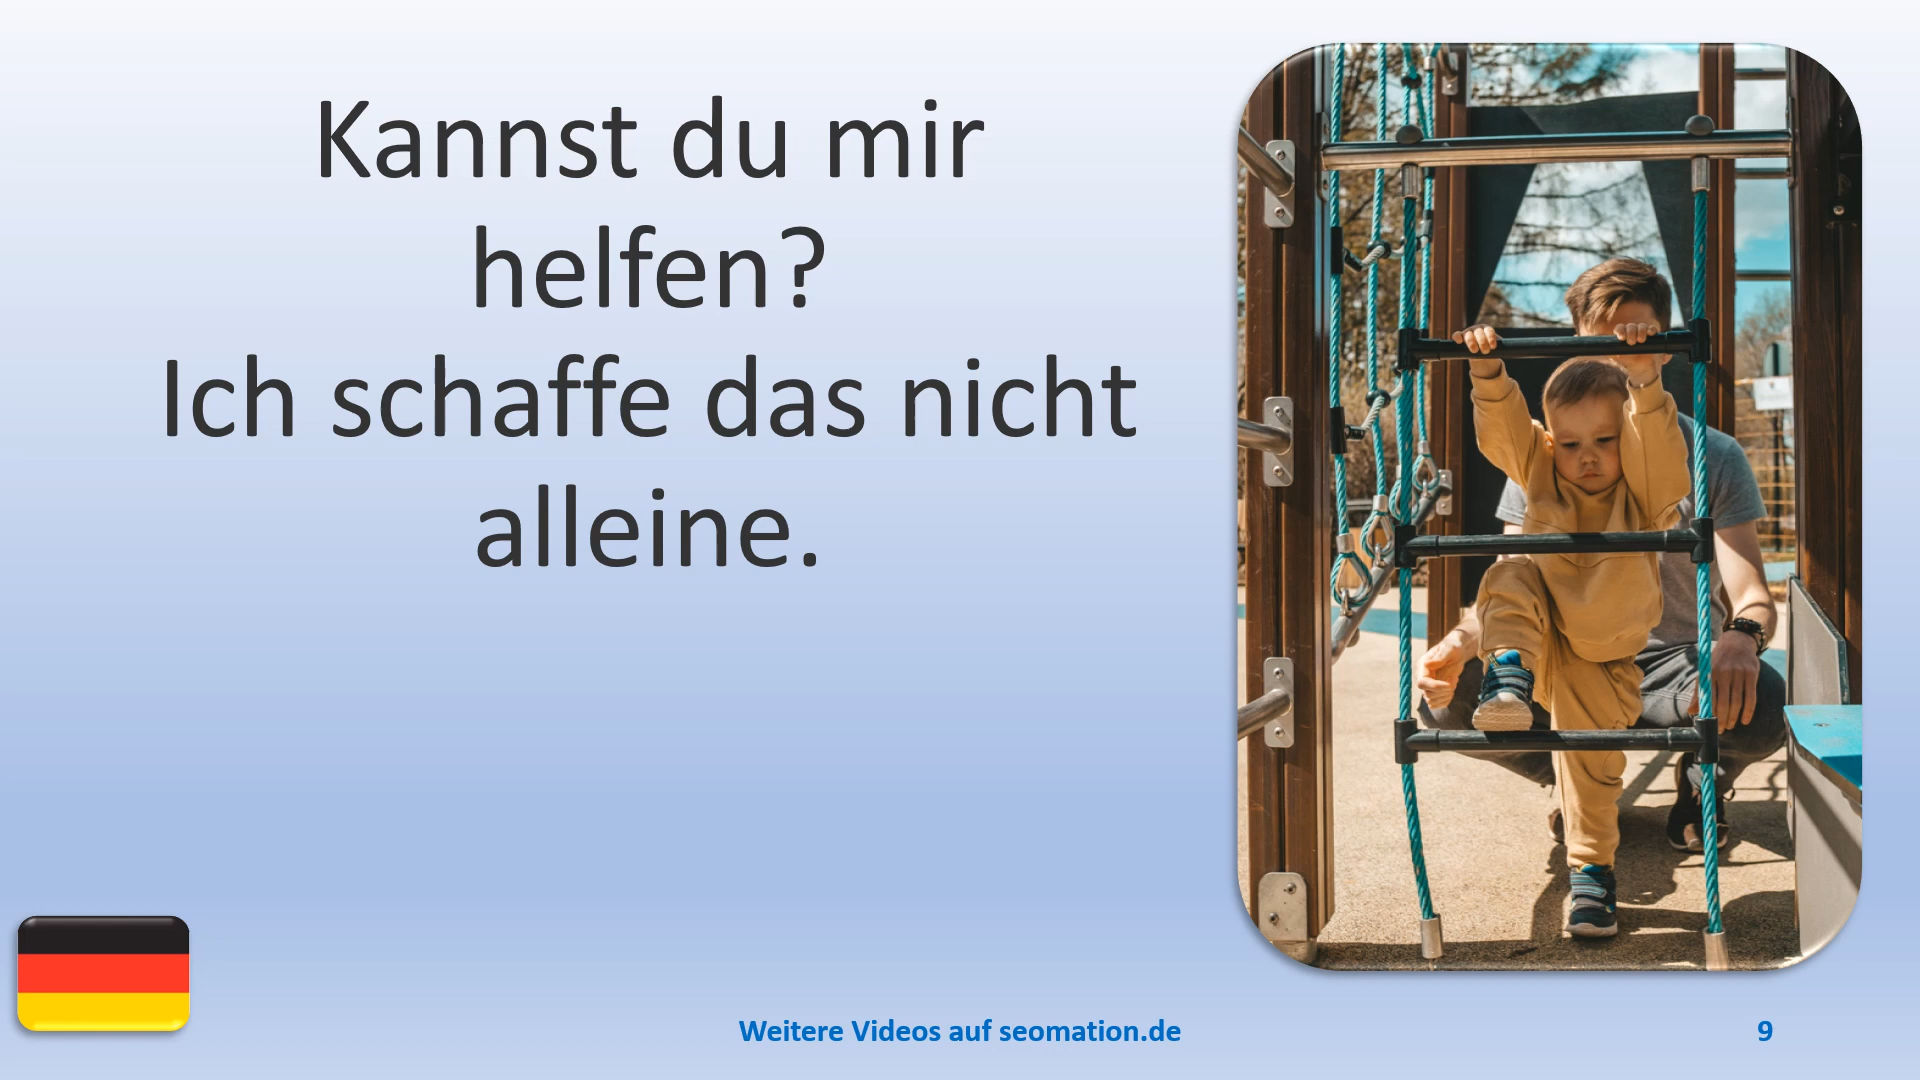 Kannst du mir
helfen?
Ich schaffe das nicht
alleine.
Weitere Videos auf seomation.de
9